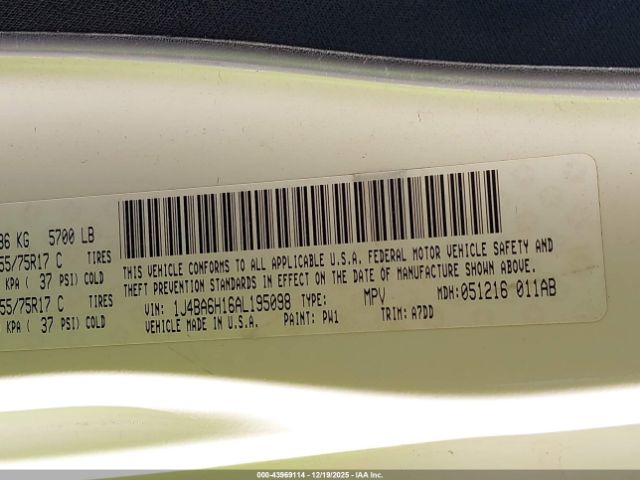 86 KG 5700 LB
55/75R17 C TIRES
KPA ( 37 PSI) COLD
55/75R17 C TIRES
KPA ( 37 PSI) COLD
THIS VEHICLE CONFORMS TO ALL APPLICABLE U.S.A. FEDERAL MOTOR VEHICLE SAFETY AND
THEFT PREVENTION STANDARDS IN EFFECT ON THE DATE OF MANUFACTURE SHOWN ABOVE.
VIN: 1J4BA6H16AL195098 TYPE: MPV MDH: 051216 011AB
VEHICLE MADE IN U.S.A. PAINT: PW1 TRIM: A7DD
000-43969114 - 12/19/2025 - IAA Inc.